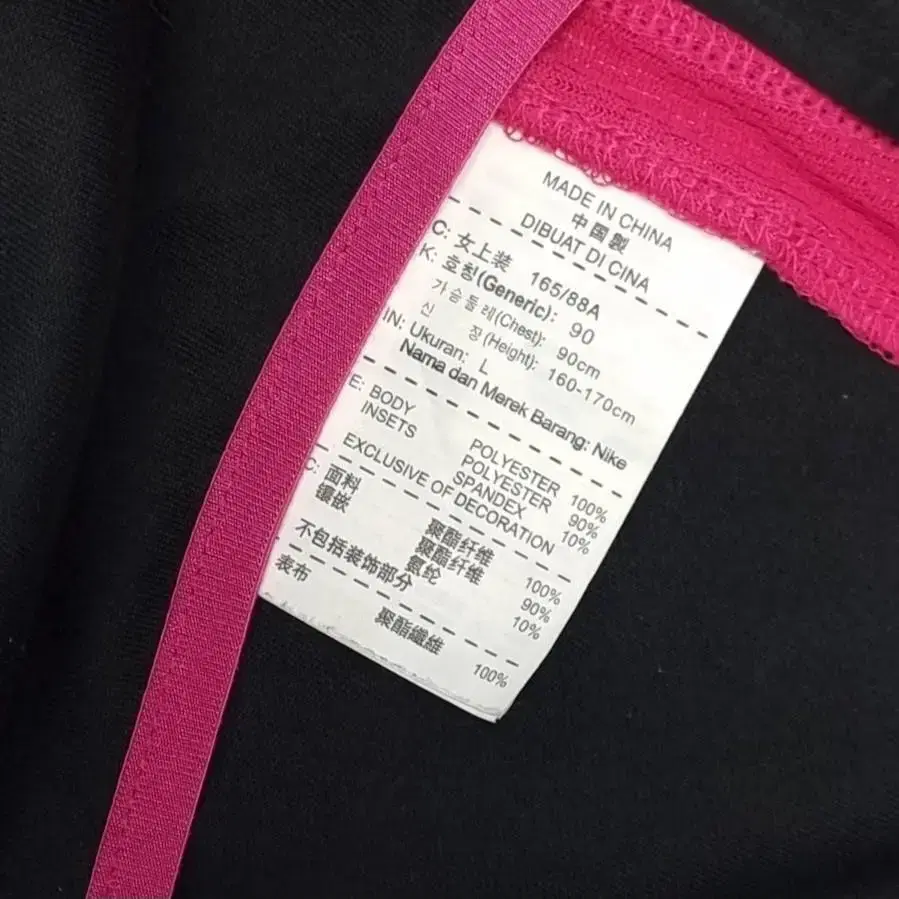 MADE IN CHINA
中国製
DIBUAT DI CINA
C: 女上装 165/88A
K: 호칭(Generic): 90
가슴둘레(Chest): 90cm
신 장(Height): 160-170cm
IN: Ukuran: L
Nama dan Merek Barang: Nike
E: BODY POLYESTER 100%
INSETS POLYESTER 90%
SPANDEX 10%
EXCLUSIVE OF DECORATION
C: 面料 聚酯纤维 100%
镶嵌 聚酯纤维 90%
氨纶 10%
不包括装饰部分
表布 聚酯纖維 100%